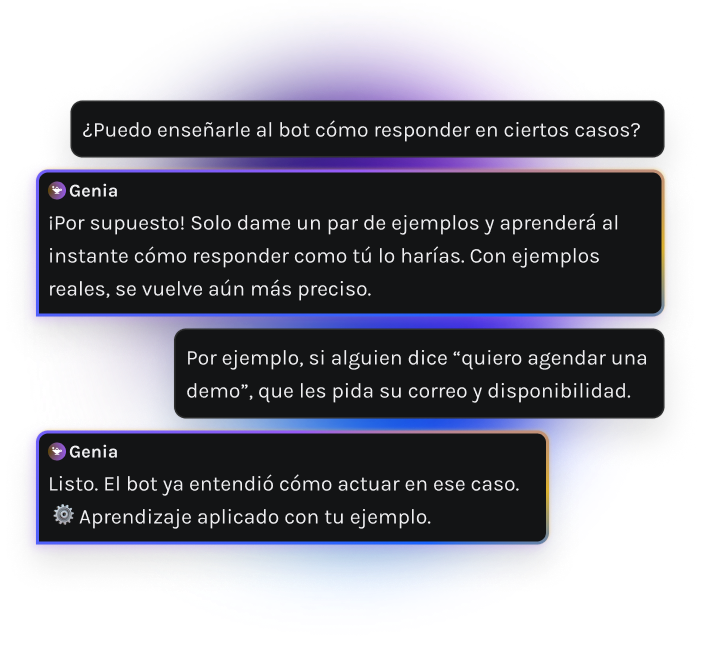 ¿Puedo enseñarle al bot cómo responder en ciertos casos?
Genia
¡Por supuesto! Solo dame un par de ejemplos y aprenderá al
instante cómo responder como tú lo harías. Con ejemplos
reales, se vuelve aún más preciso.
Por ejemplo, si alguien dice “quiero agendar una
demo”, que les pida su correo y disponibilidad.
Genia
Listo. El bot ya entendió cómo actuar en ese caso.
⚙️ Aprendizaje aplicado con tu ejemplo.